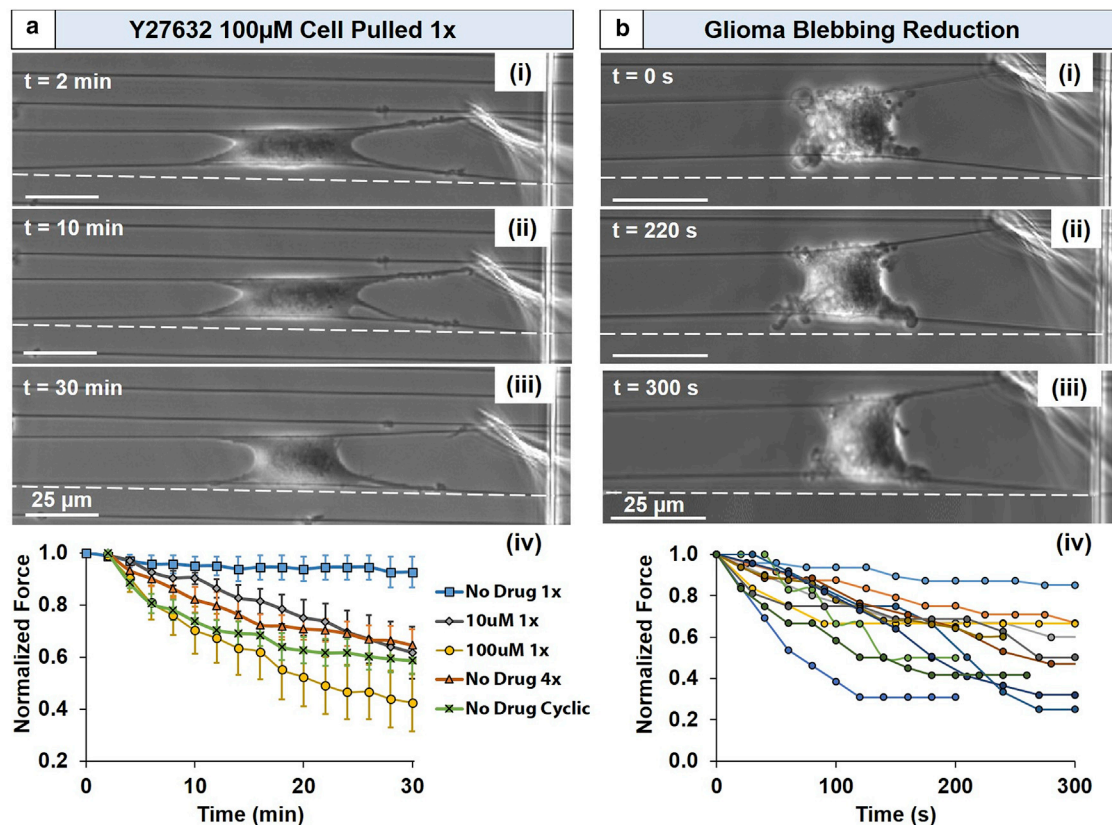 a
Y27632 100µM Cell Pulled 1x
t = 2 min
(i)
t = 10 min
(ii)
t = 30 min
(iii)
25 µm
(iv)
Normalized Force
1.0
0.8
0.6
0.4
0.2
0
10
20
30
Time (min)
No Drug 1x
10uM 1x
100uM 1x
No Drug 4x
No Drug Cyclic
b
Glioma Blebbing Reduction
t = 0 s
(i)
t = 220 s
(ii)
t = 300 s
(iii)
25 µm
(iv)
Normalized Force
1.0
0.8
0.6
0.4
0.2
0.0
0
100
200
300
Time (s)